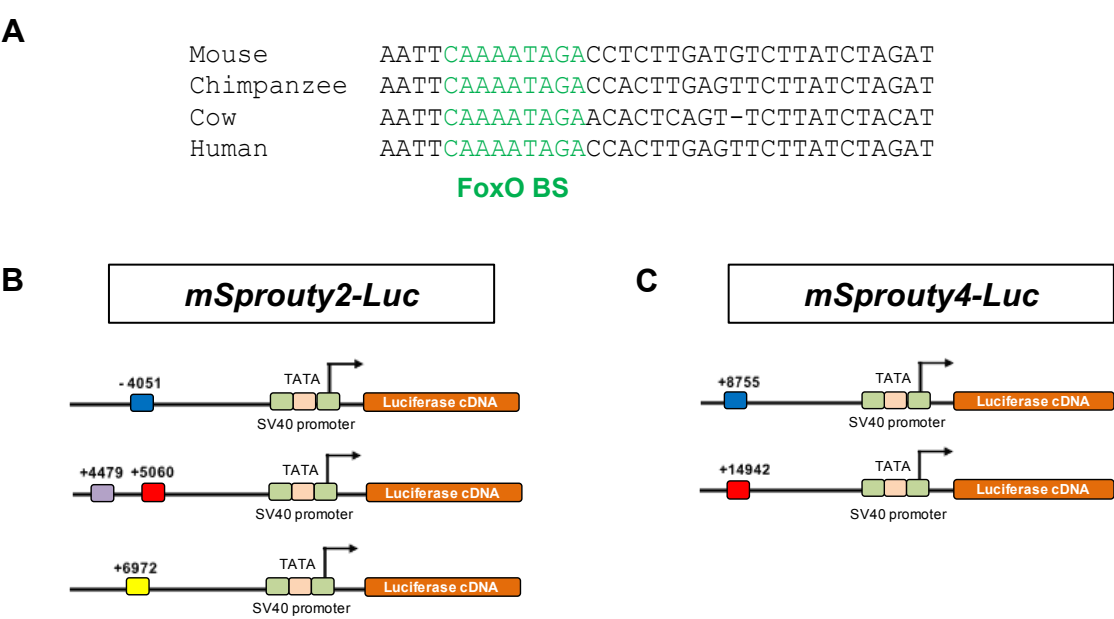 A
Mouse AATTCAAAATAGACCTCTTGATGTCTTATCTAGAT
Chimpanzee AATTCAAAATAGACCACTTGAGTTCTTATCTAGAT
Cow AATTCAAAATAGAACACTCAGT-TCTTATCTACAT
Human AATTCAAAATAGACCACTTGAGTTCTTATCTAGAT
FoxO BS
B
mSprouty2-Luc
- 4051
TATA
Luciferase cDNA
SV40 promoter
+4479 +5060
TATA
Luciferase cDNA
SV40 promoter
+6972
TATA
Luciferase cDNA
SV40 promoter
C
mSprouty4-Luc
+8755
TATA
Luciferase cDNA
SV40 promoter
+14942
TATA
Luciferase cDNA
SV40 promoter